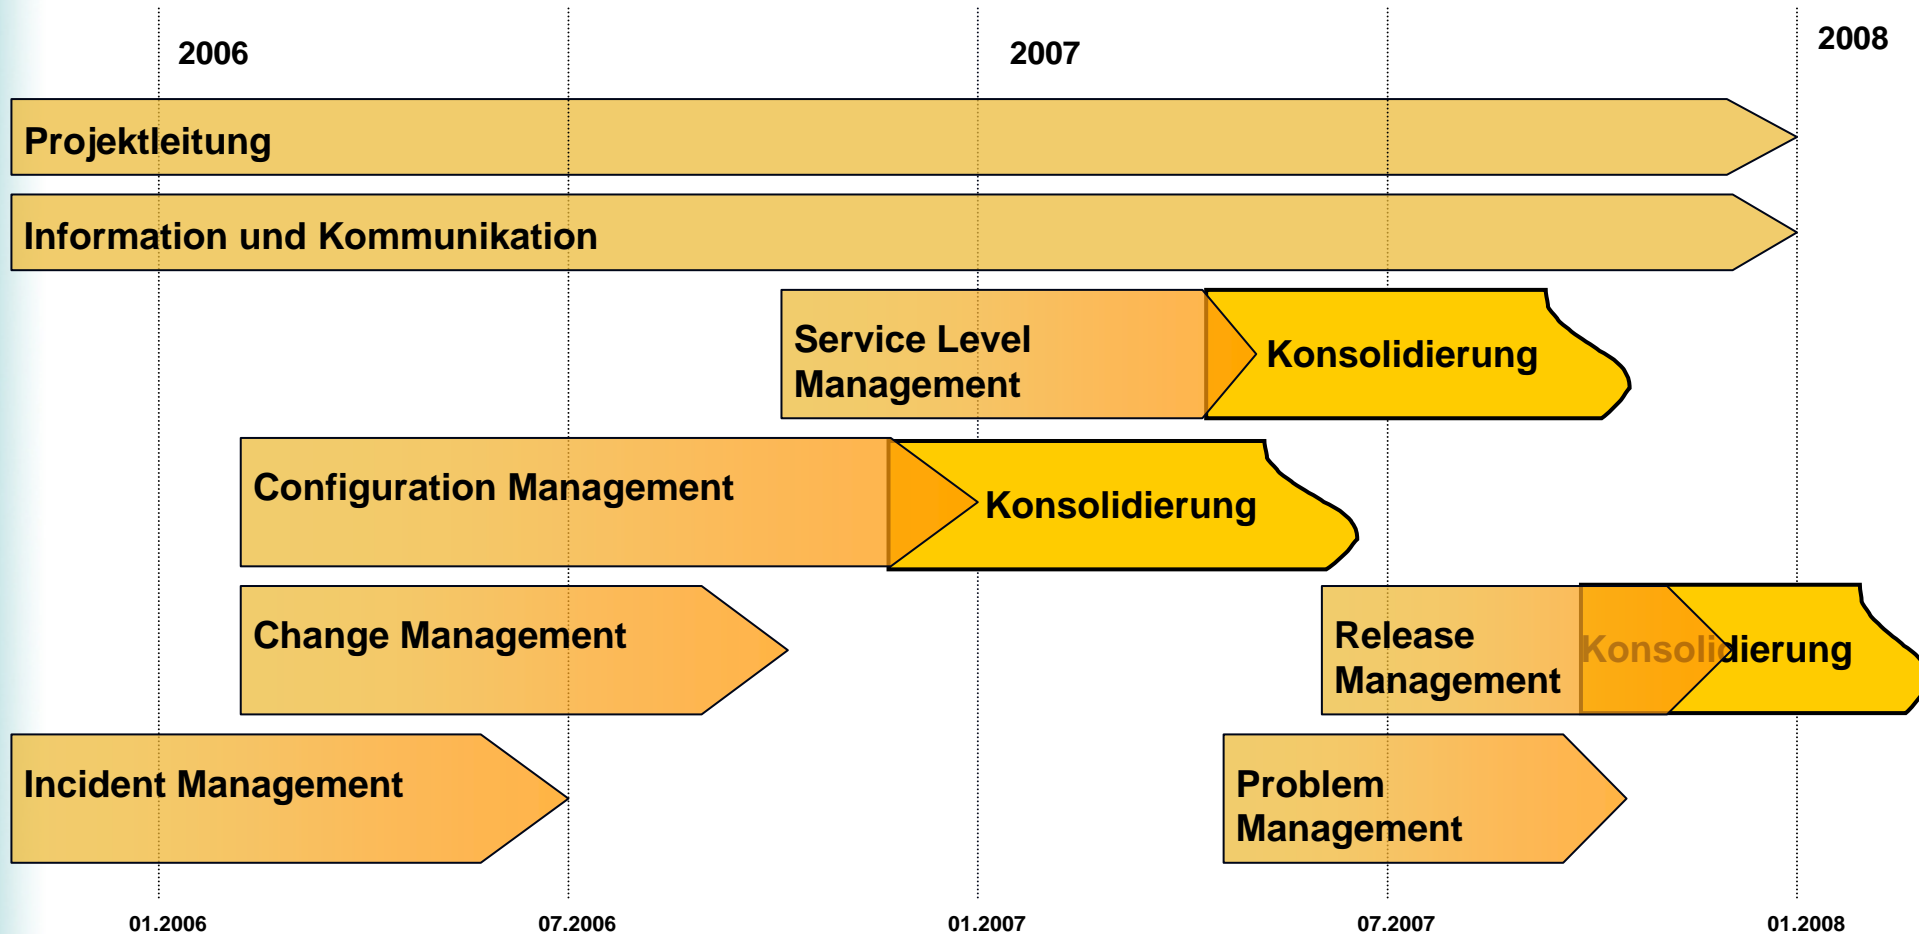 2006
2007
2008
Projektleitung
Information und Kommunikation
Service Level
Management
Konsolidierung
Configuration Management
Konsolidierung
Change Management
Release
Management
Konsolidierung
Incident Management
Problem
Management
01.2006
07.2006
01.2007
07.2007
01.2008